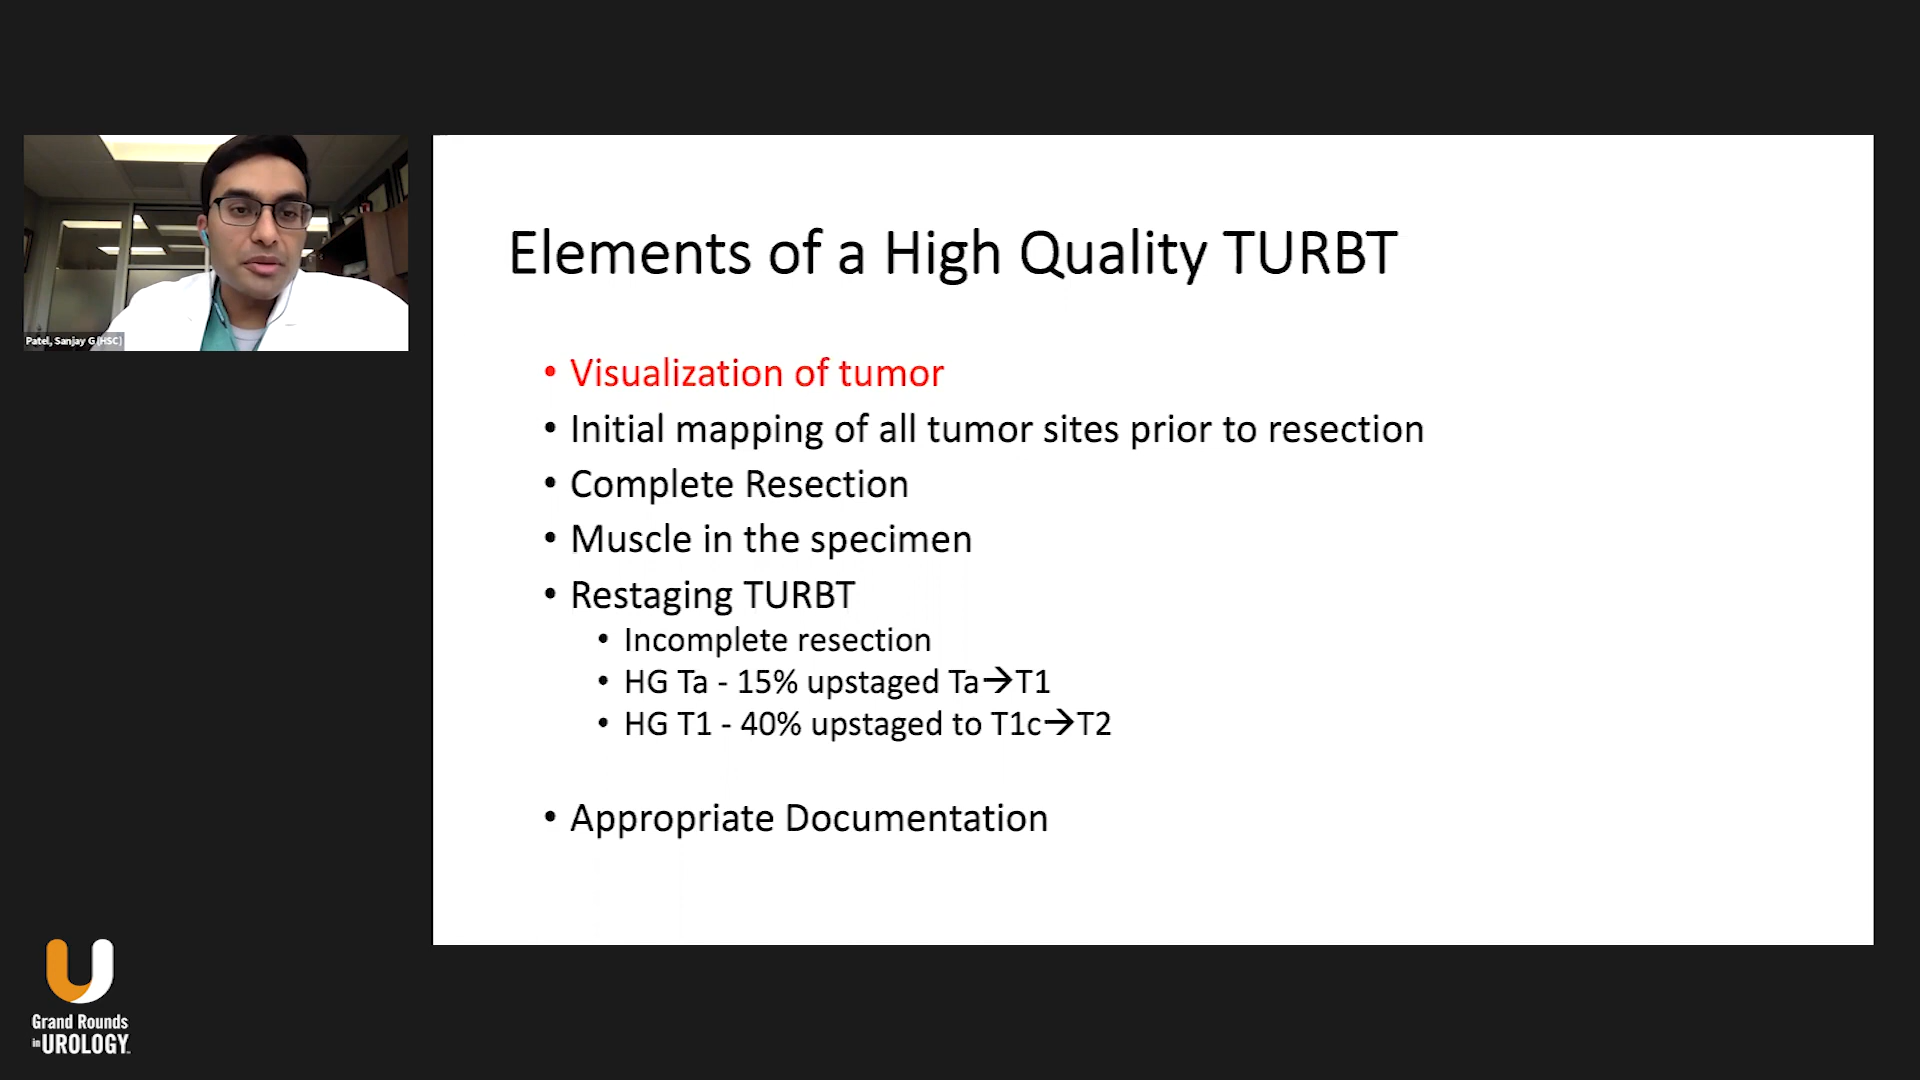 Patel, Sanjay G (HSC)
Elements of a High Quality TURBT
• Visualization of tumor
• Initial mapping of all tumor sites prior to resection
• Complete Resection
• Muscle in the specimen
• Restaging TURBT
• Incomplete resection
• HG Ta - 15% upstaged Ta→T1
• HG T1 - 40% upstaged to T1c→T2
• Appropriate Documentation
Grand Rounds
in UROLOGY™